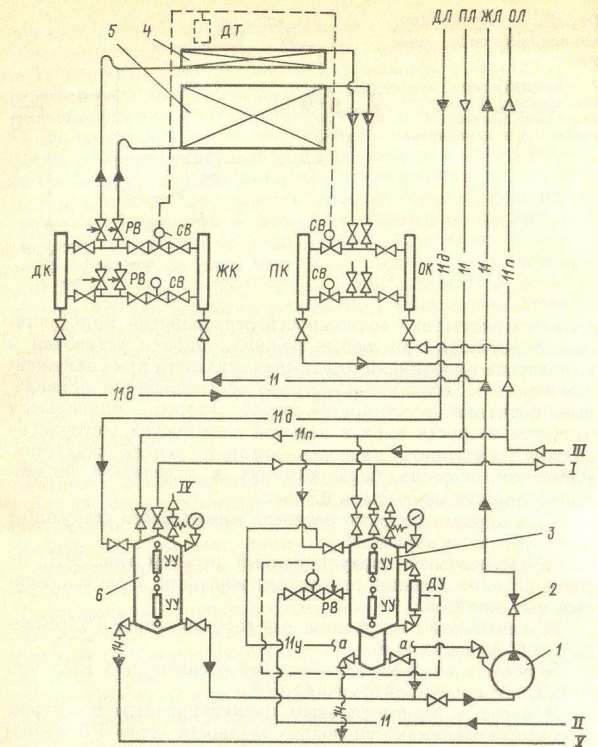 4 ДТ
5
ДЛ ПЛ ЖЛ ОЛ
РВ СВ
СВ
ДК ЖК ПК ОК
РВ СВ
СВ
11д 11 11 11п
11
11д
11д
11п
III
I
IV
3
УУ УУ
6
ДУ
2
РВ
УУ УУ
1
11у а а
14 14
11 II
V